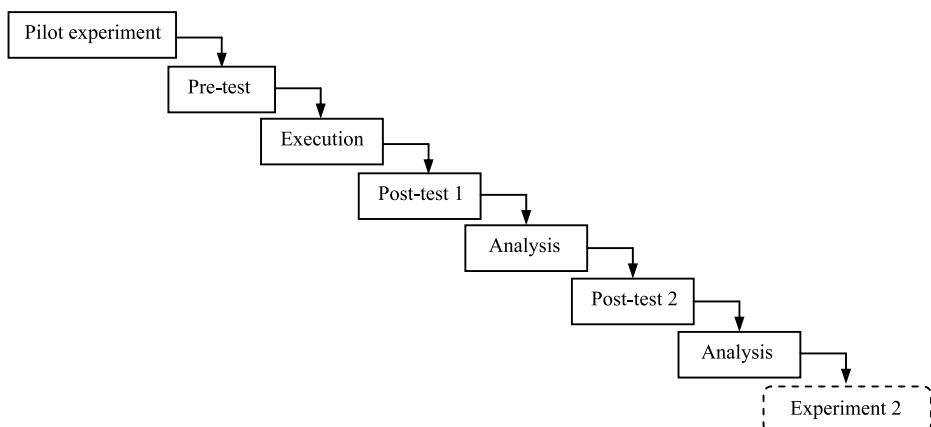 Pilot experiment
Pre-test
Execution
Post-test 1
Analysis
Post-test 2
Analysis
Experiment 2